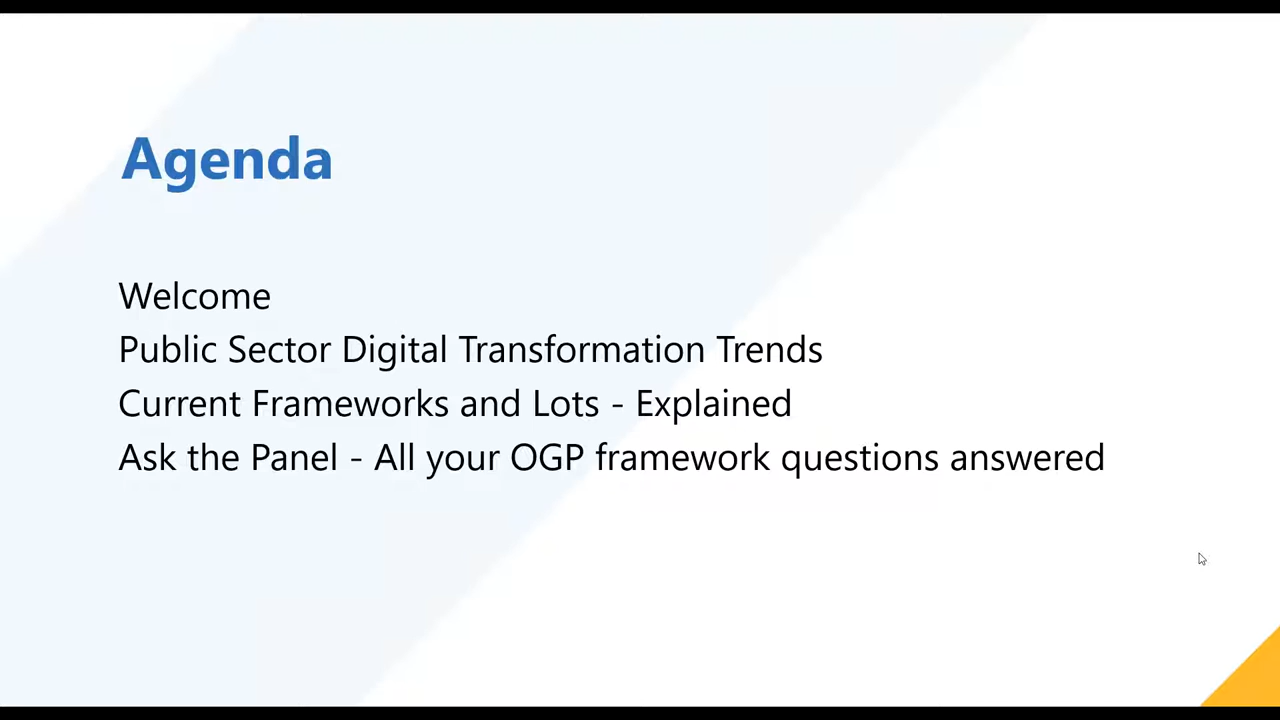 Agenda
Welcome
Public Sector Digital Transformation Trends
Current Frameworks and Lots - Explained
Ask the Panel - All your OGP framework questions answered